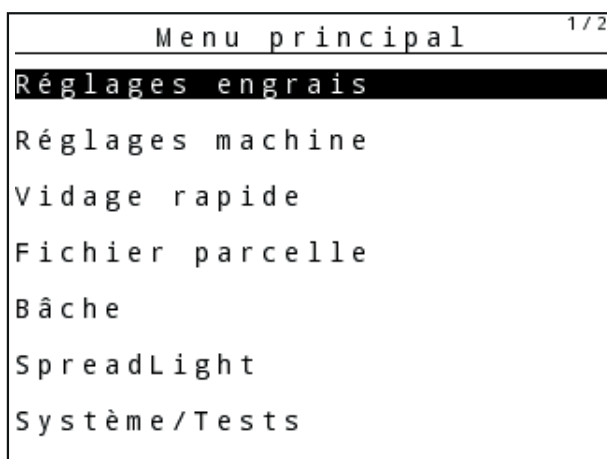 Menu principal 1/2
Réglages engrais
Réglages machine
Vidage rapide
Fichier parcelle
Bâche
SpreadLight
Système/Tests